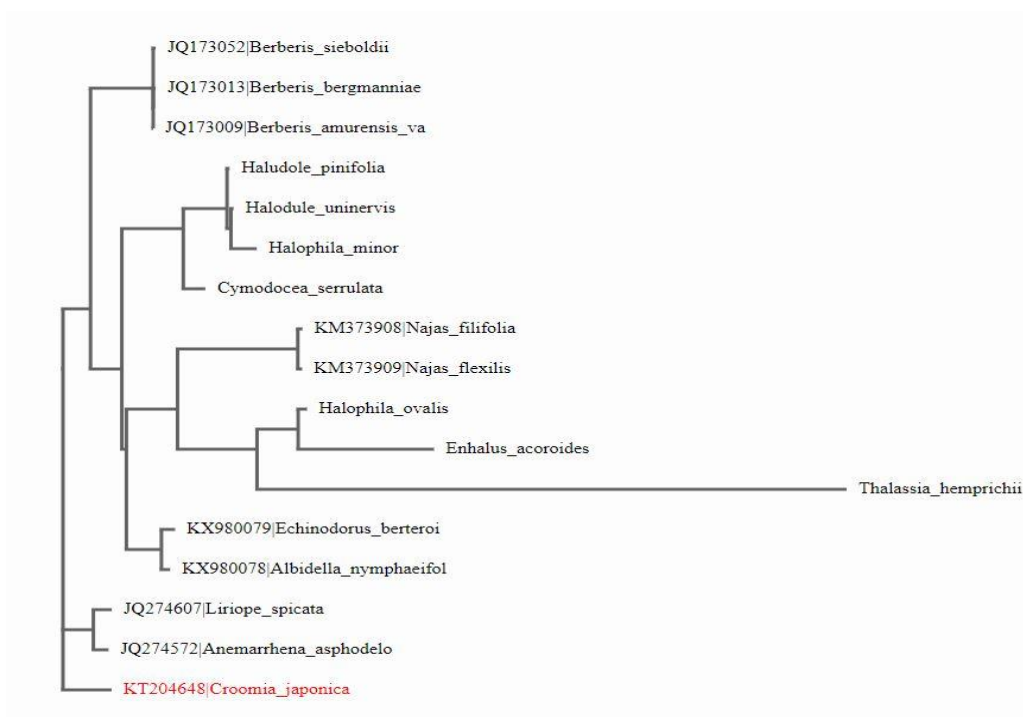 JQ173052|Berberis_sieboldii
JQ173013|Berberis_bergmanniae
JQ173009|Berberis_amurensis_va
Haludole_pinifolia
Halodule_uninervis
Halophila_minor
Cymodocea_serrulata
KM373908|Najas_filifolia
KM373909|Najas_flexilis
Halophila_ovalis
Enhalus_acoroides
Thalassia_hemprichii
KX980079|Echinodorus_berteroi
KX980078|Albidella_nymphaeifol
JQ274607|Liriope_spicata
JQ274572|Anemarrhena_asphodelo
KT204648|Croomia_japonica